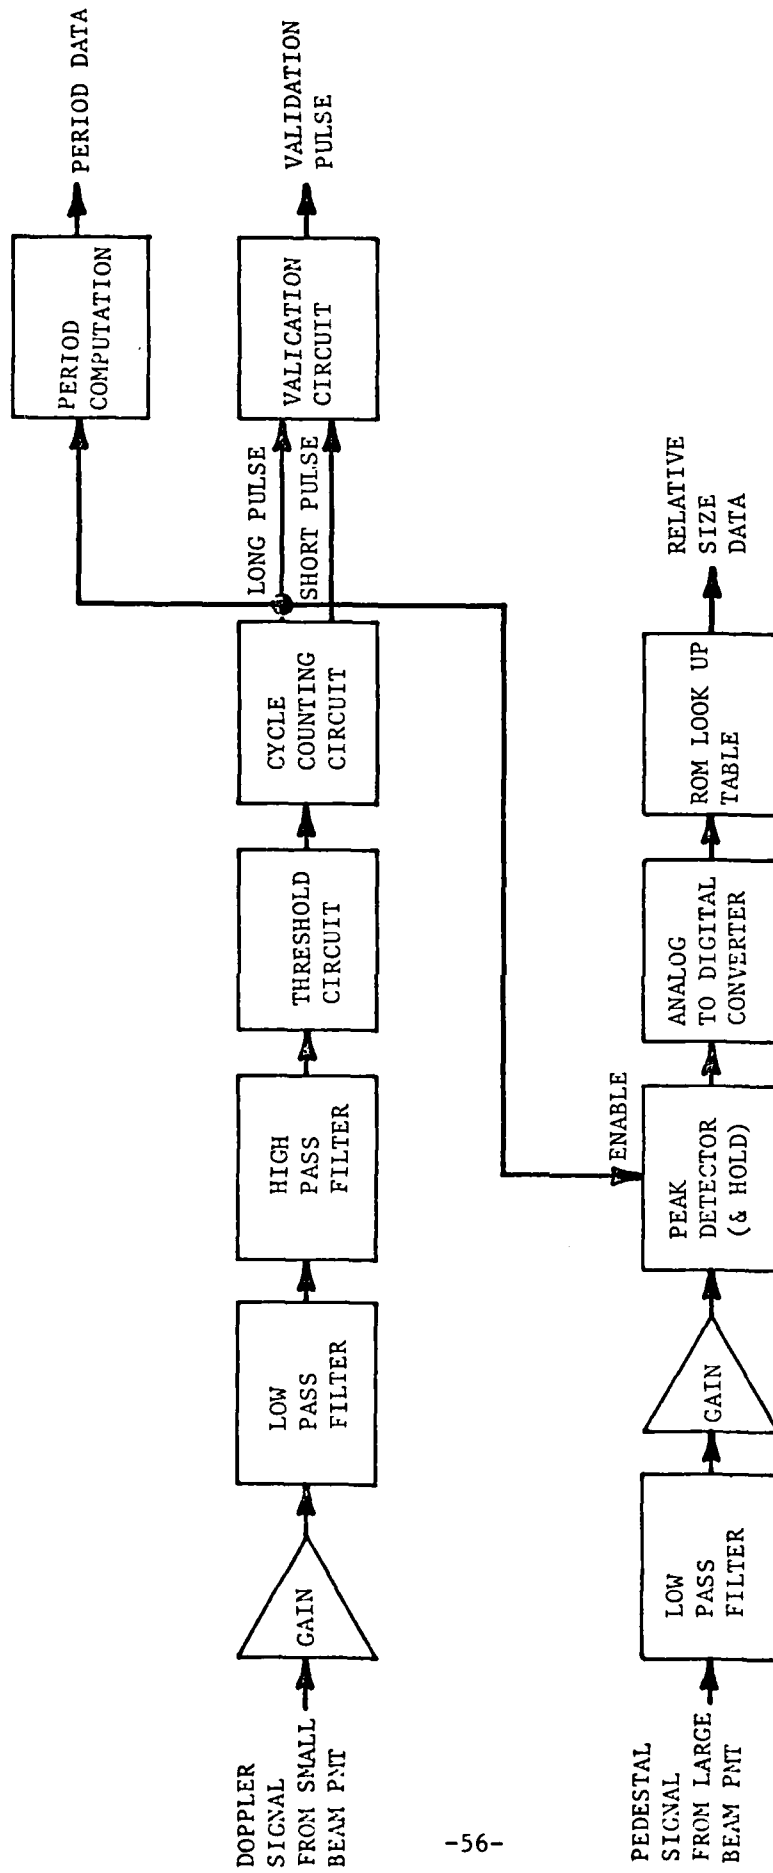 DOPPLER
SIGNAL
FROM SMALL
BEAM PMT
GAIN
LOW
PASS
FILTER
HIGH
PASS
FILTER
THRESHOLD
CIRCUIT
CYCLE
COUNTING
CIRCUIT
LONG PULSE
SHORT PULSE
PERIOD
COMPUTATION
PERIOD DATA
VALICATION
CIRCUIT
VALIDATION
PULSE
PEDESTAL
SIGNAL
FROM LARGE
BEAM PMT
LOW
PASS
FILTER
GAIN
ENABLE
PEAK
DETECTOR
(& HOLD)
ANALOG
TO DIGITAL
CONVERTER
ROM LOOK UP
TABLE
RELATIVE
SIZE
DATA
-56-